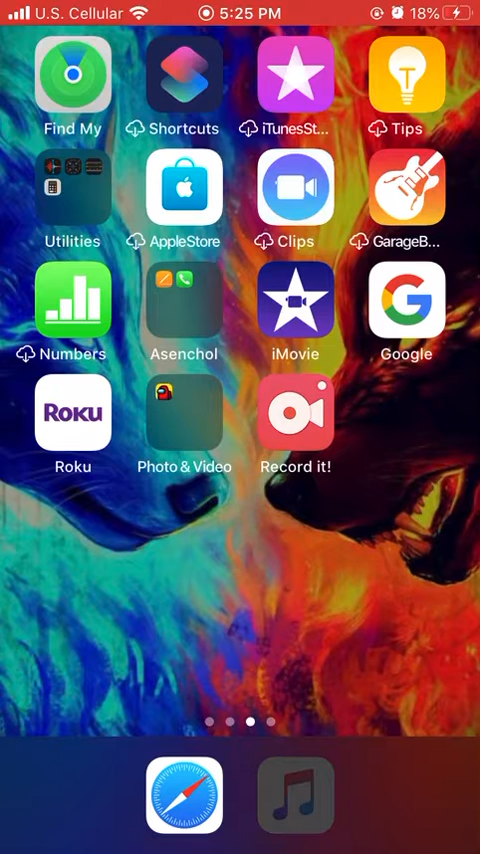 U.S. Cellular 5:25 PM 18%
Find My Shortcuts iTunesSt... Tips
Utilities AppleStore Clips GarageB...
Numbers Asenchol iMovie Google
Roku
Roku Photo & Video Record it!